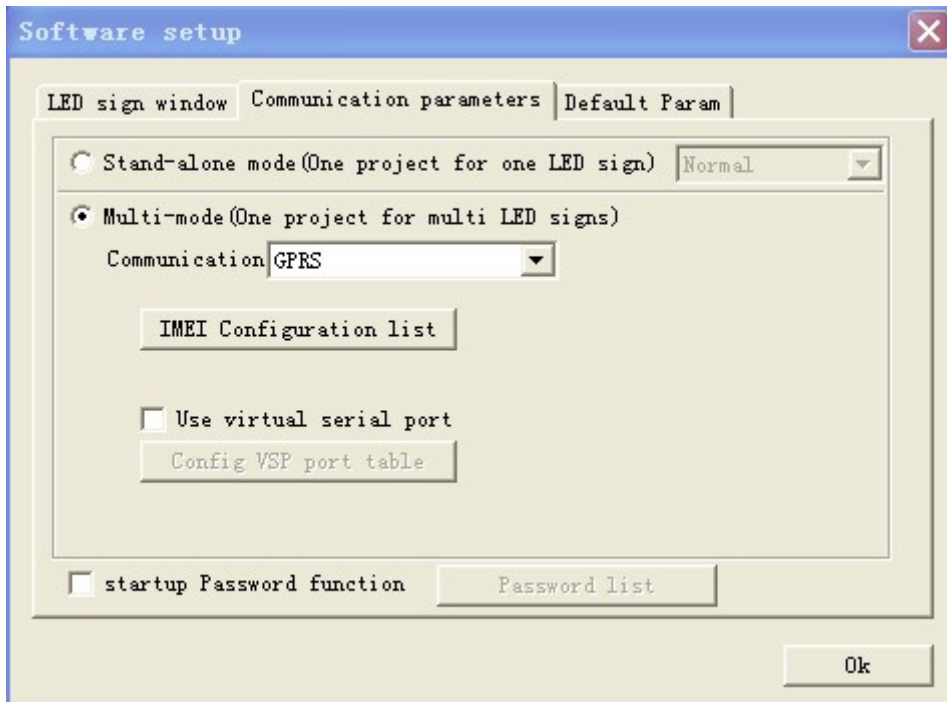 Software setup
LED sign window Communication parameters Default Param
Stand-alone mode(One project for one LED sign) Normal
Multi-mode(One project for multi LED signs)
Communication GPRS
IMEI Configuration list
Use virtual serial port
Config VSP port table
startup Password function Password list
Ok